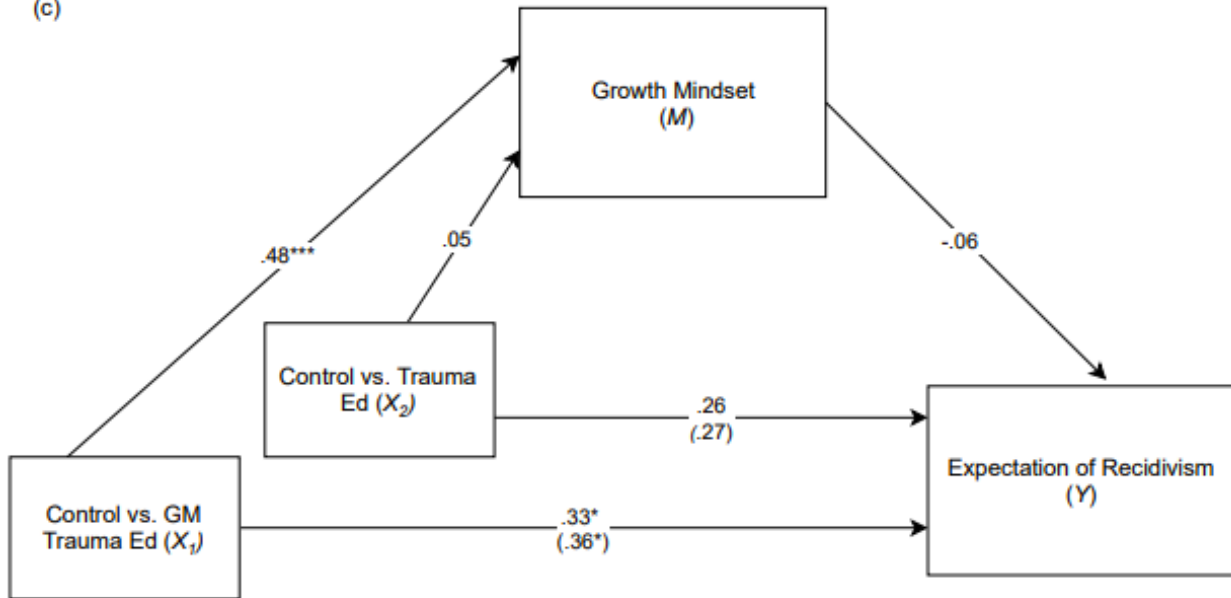 (c)
Growth Mindset
(M)
.48***
.05
-.06
Control vs. Trauma
Ed (X₂)
.26
(.27)
Expectation of Recidivism
(Y)
Control vs. GM
Trauma Ed (X₁)
.33*
(.36*)